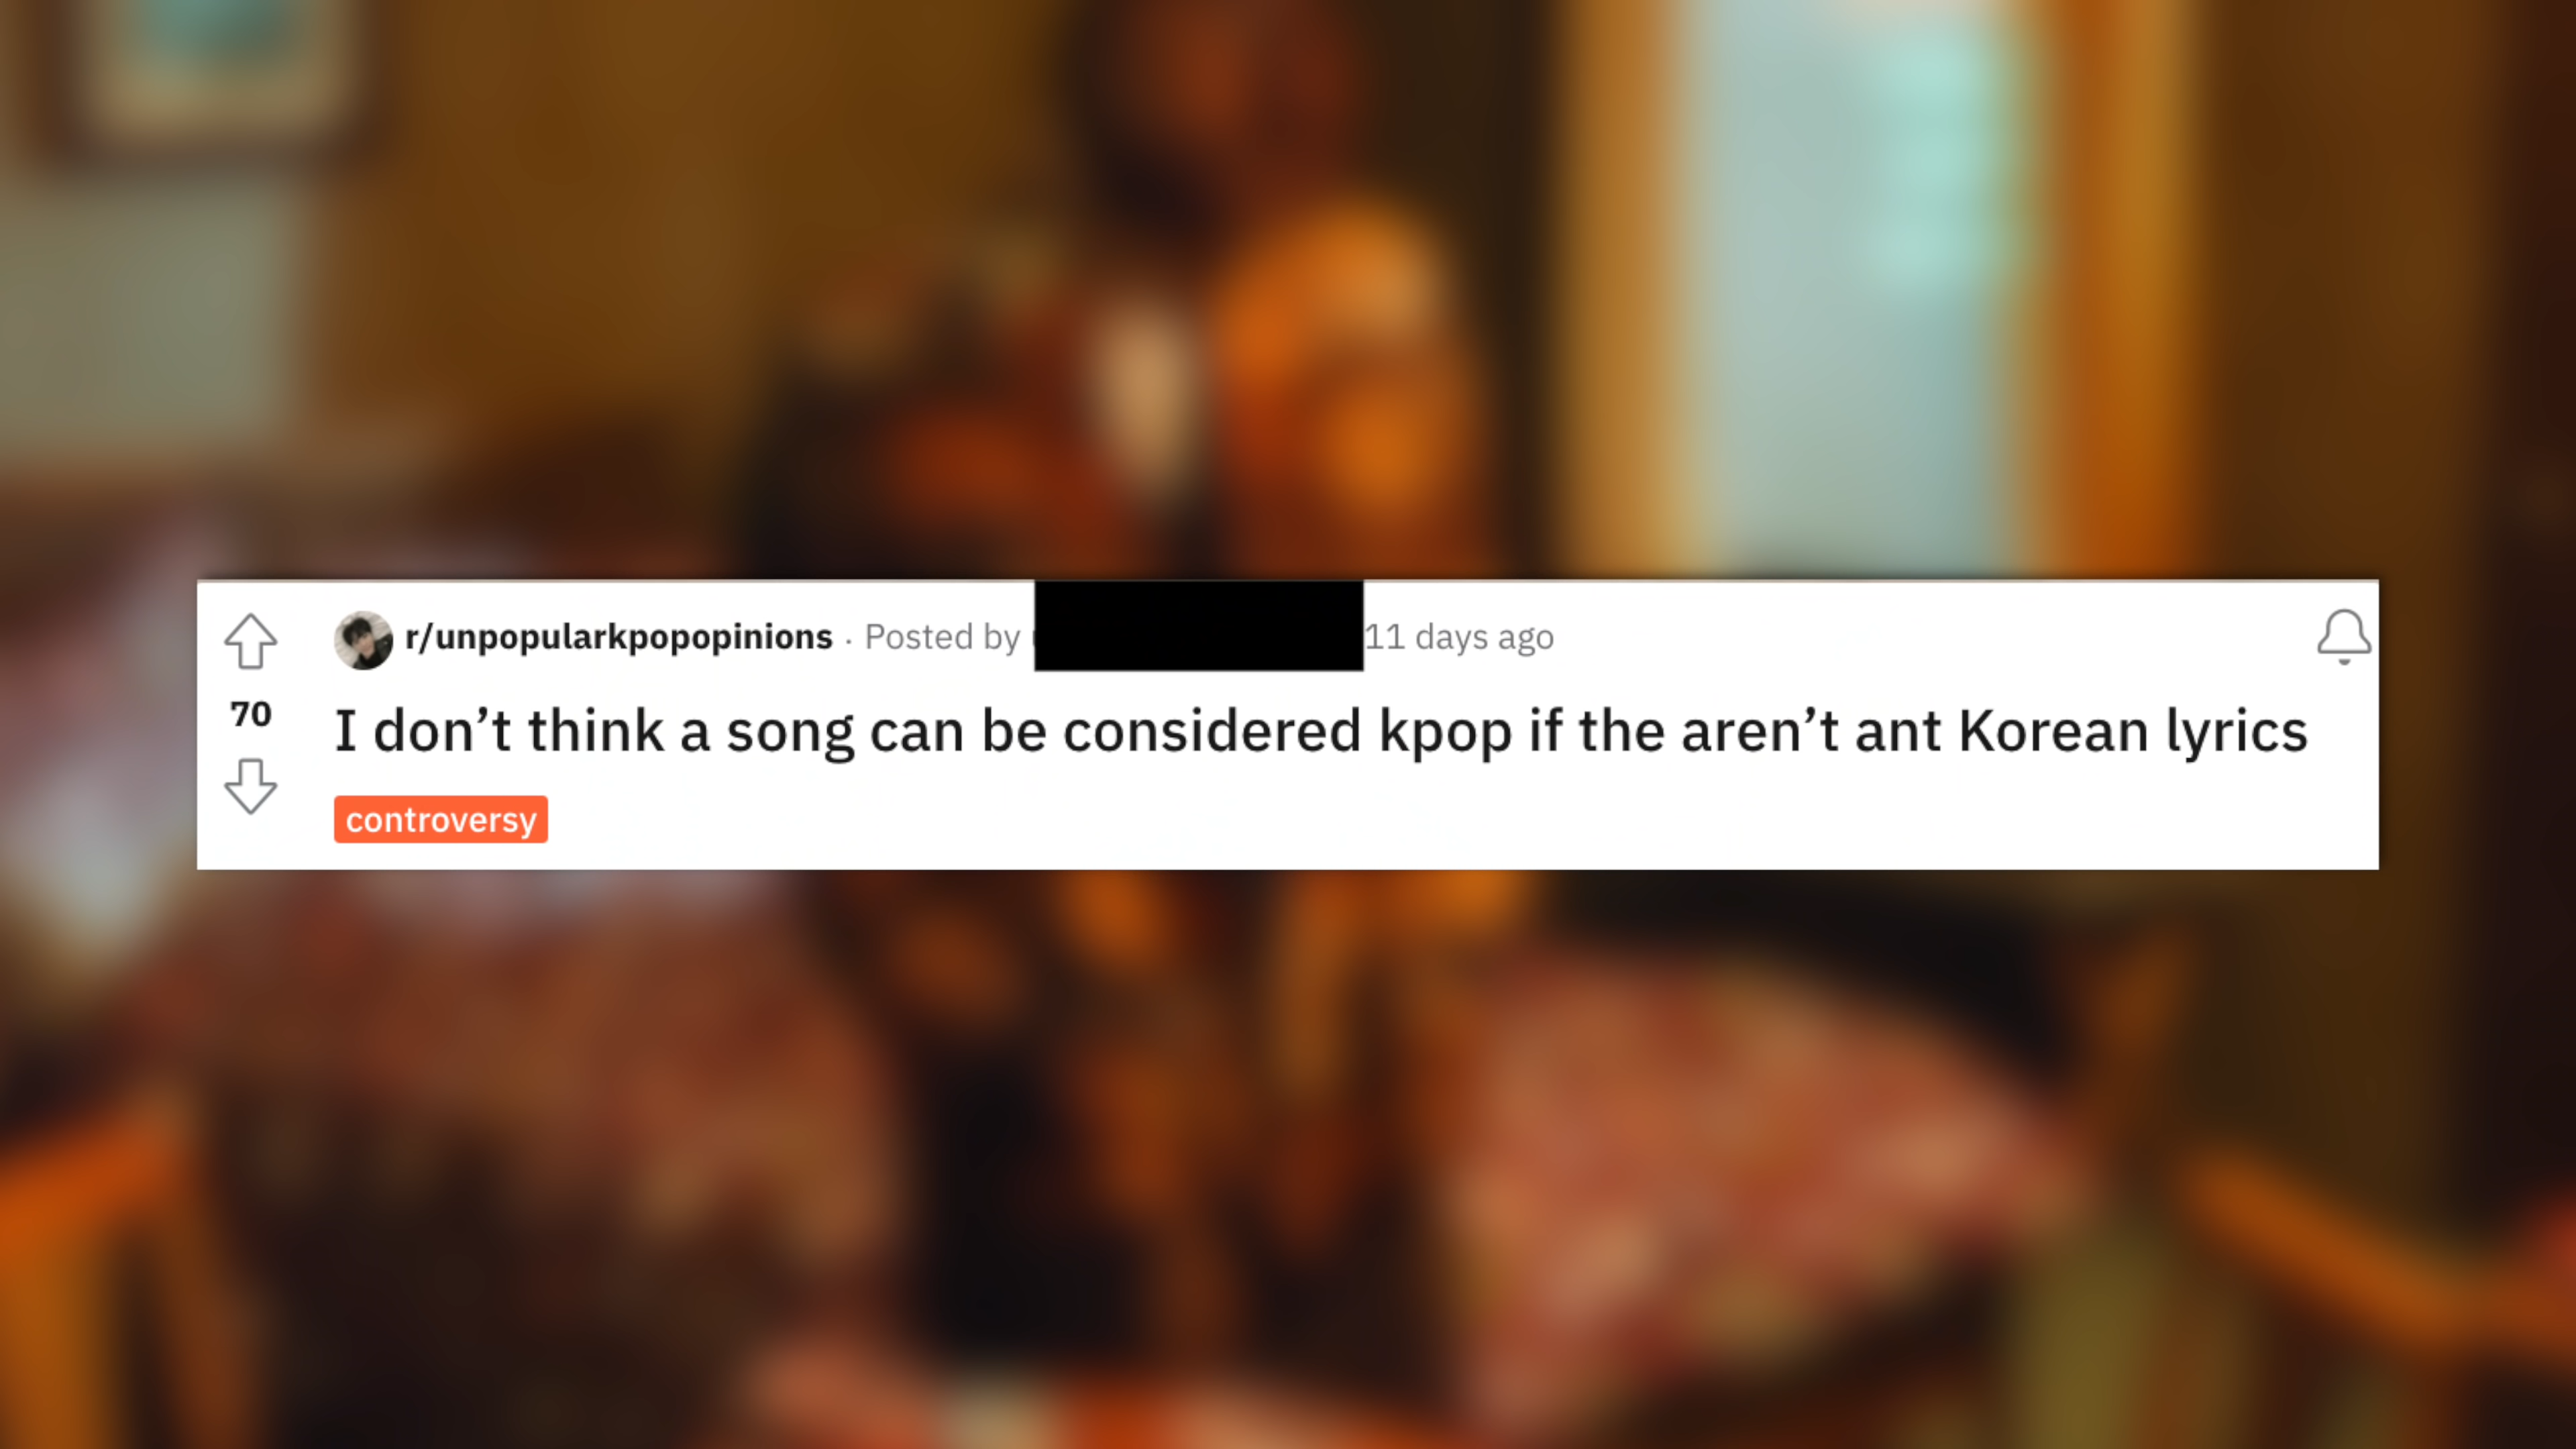 r/unpopularkpopopinions · Posted by 11 days ago
70
I don’t think a song can be considered kpop if the aren’t ant Korean lyrics
controversy